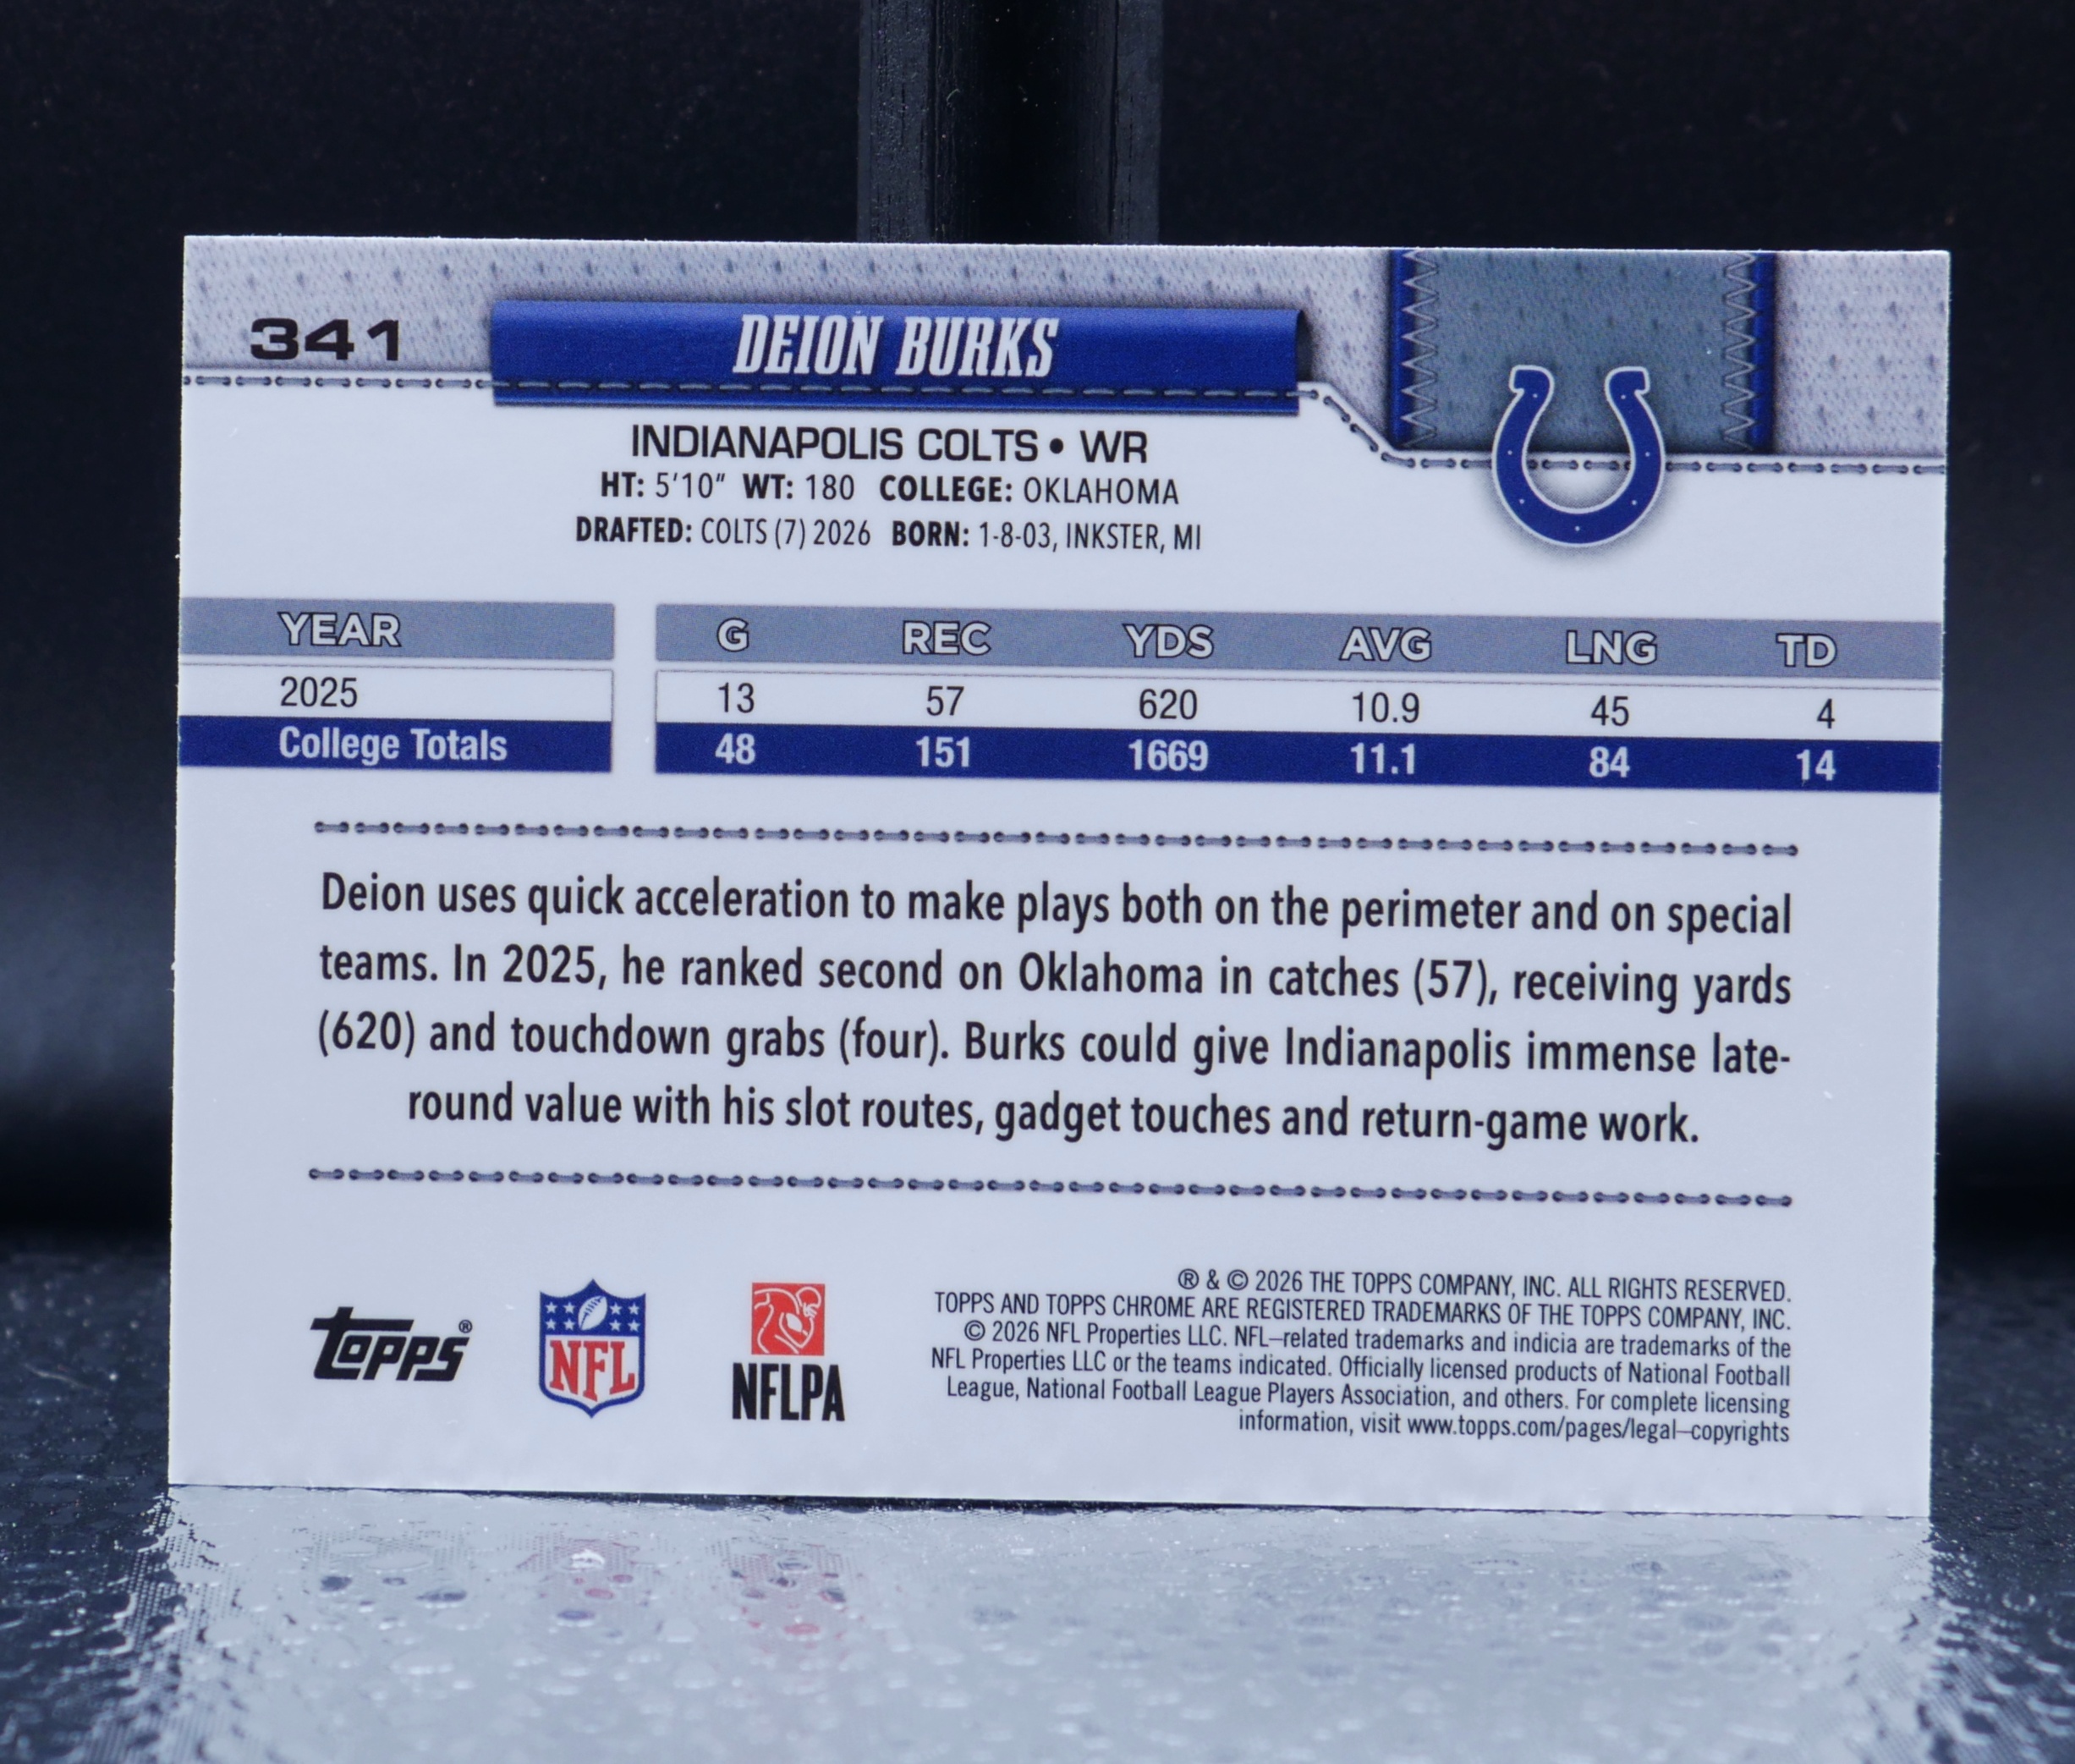 341
DEION BURKS
INDIANAPOLIS COLTS • WR
HT: 5'10" WT: 180 COLLEGE: OKLAHOMA
DRAFTED: COLTS (7) 2026 BORN: 1-8-03, INKSTER, MI
YEAR G REC YDS AVG LNG TD
2025 13 57 620 10.9 45 4
College Totals 48 151 1669 11.1 84 14
Deion uses quick acceleration to make plays both on the perimeter and on special
teams. In 2025, he ranked second on Oklahoma in catches (57), receiving yards
(620) and touchdown grabs (four). Burks could give Indianapolis immense late-
round value with his slot routes, gadget touches and return-game work.
topps®
NFL
NFLPA
® & © 2026 THE TOPPS COMPANY, INC. ALL RIGHTS RESERVED.
TOPPS AND TOPPS CHROME ARE REGISTERED TRADEMARKS OF THE TOPPS COMPANY, INC.
© 2026 NFL Properties LLC. NFL–related trademarks and indicia are trademarks of the
NFL Properties LLC or the teams indicated. Officially licensed products of National Football
League, National Football League Players Association, and others. For complete licensing
information, visit www.topps.com/pages/legal–copyrights